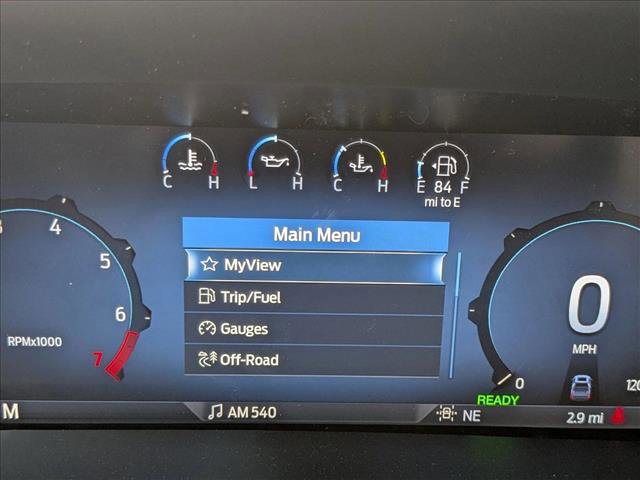 C H
L H
C H
E 84 F
mi to E
Main Menu
MyView
Trip/Fuel
Gauges
Off-Road
4
5
6
7
RPMx1000
0
MPH
0
120
READY
M
AM 540
NE
2.9 mi